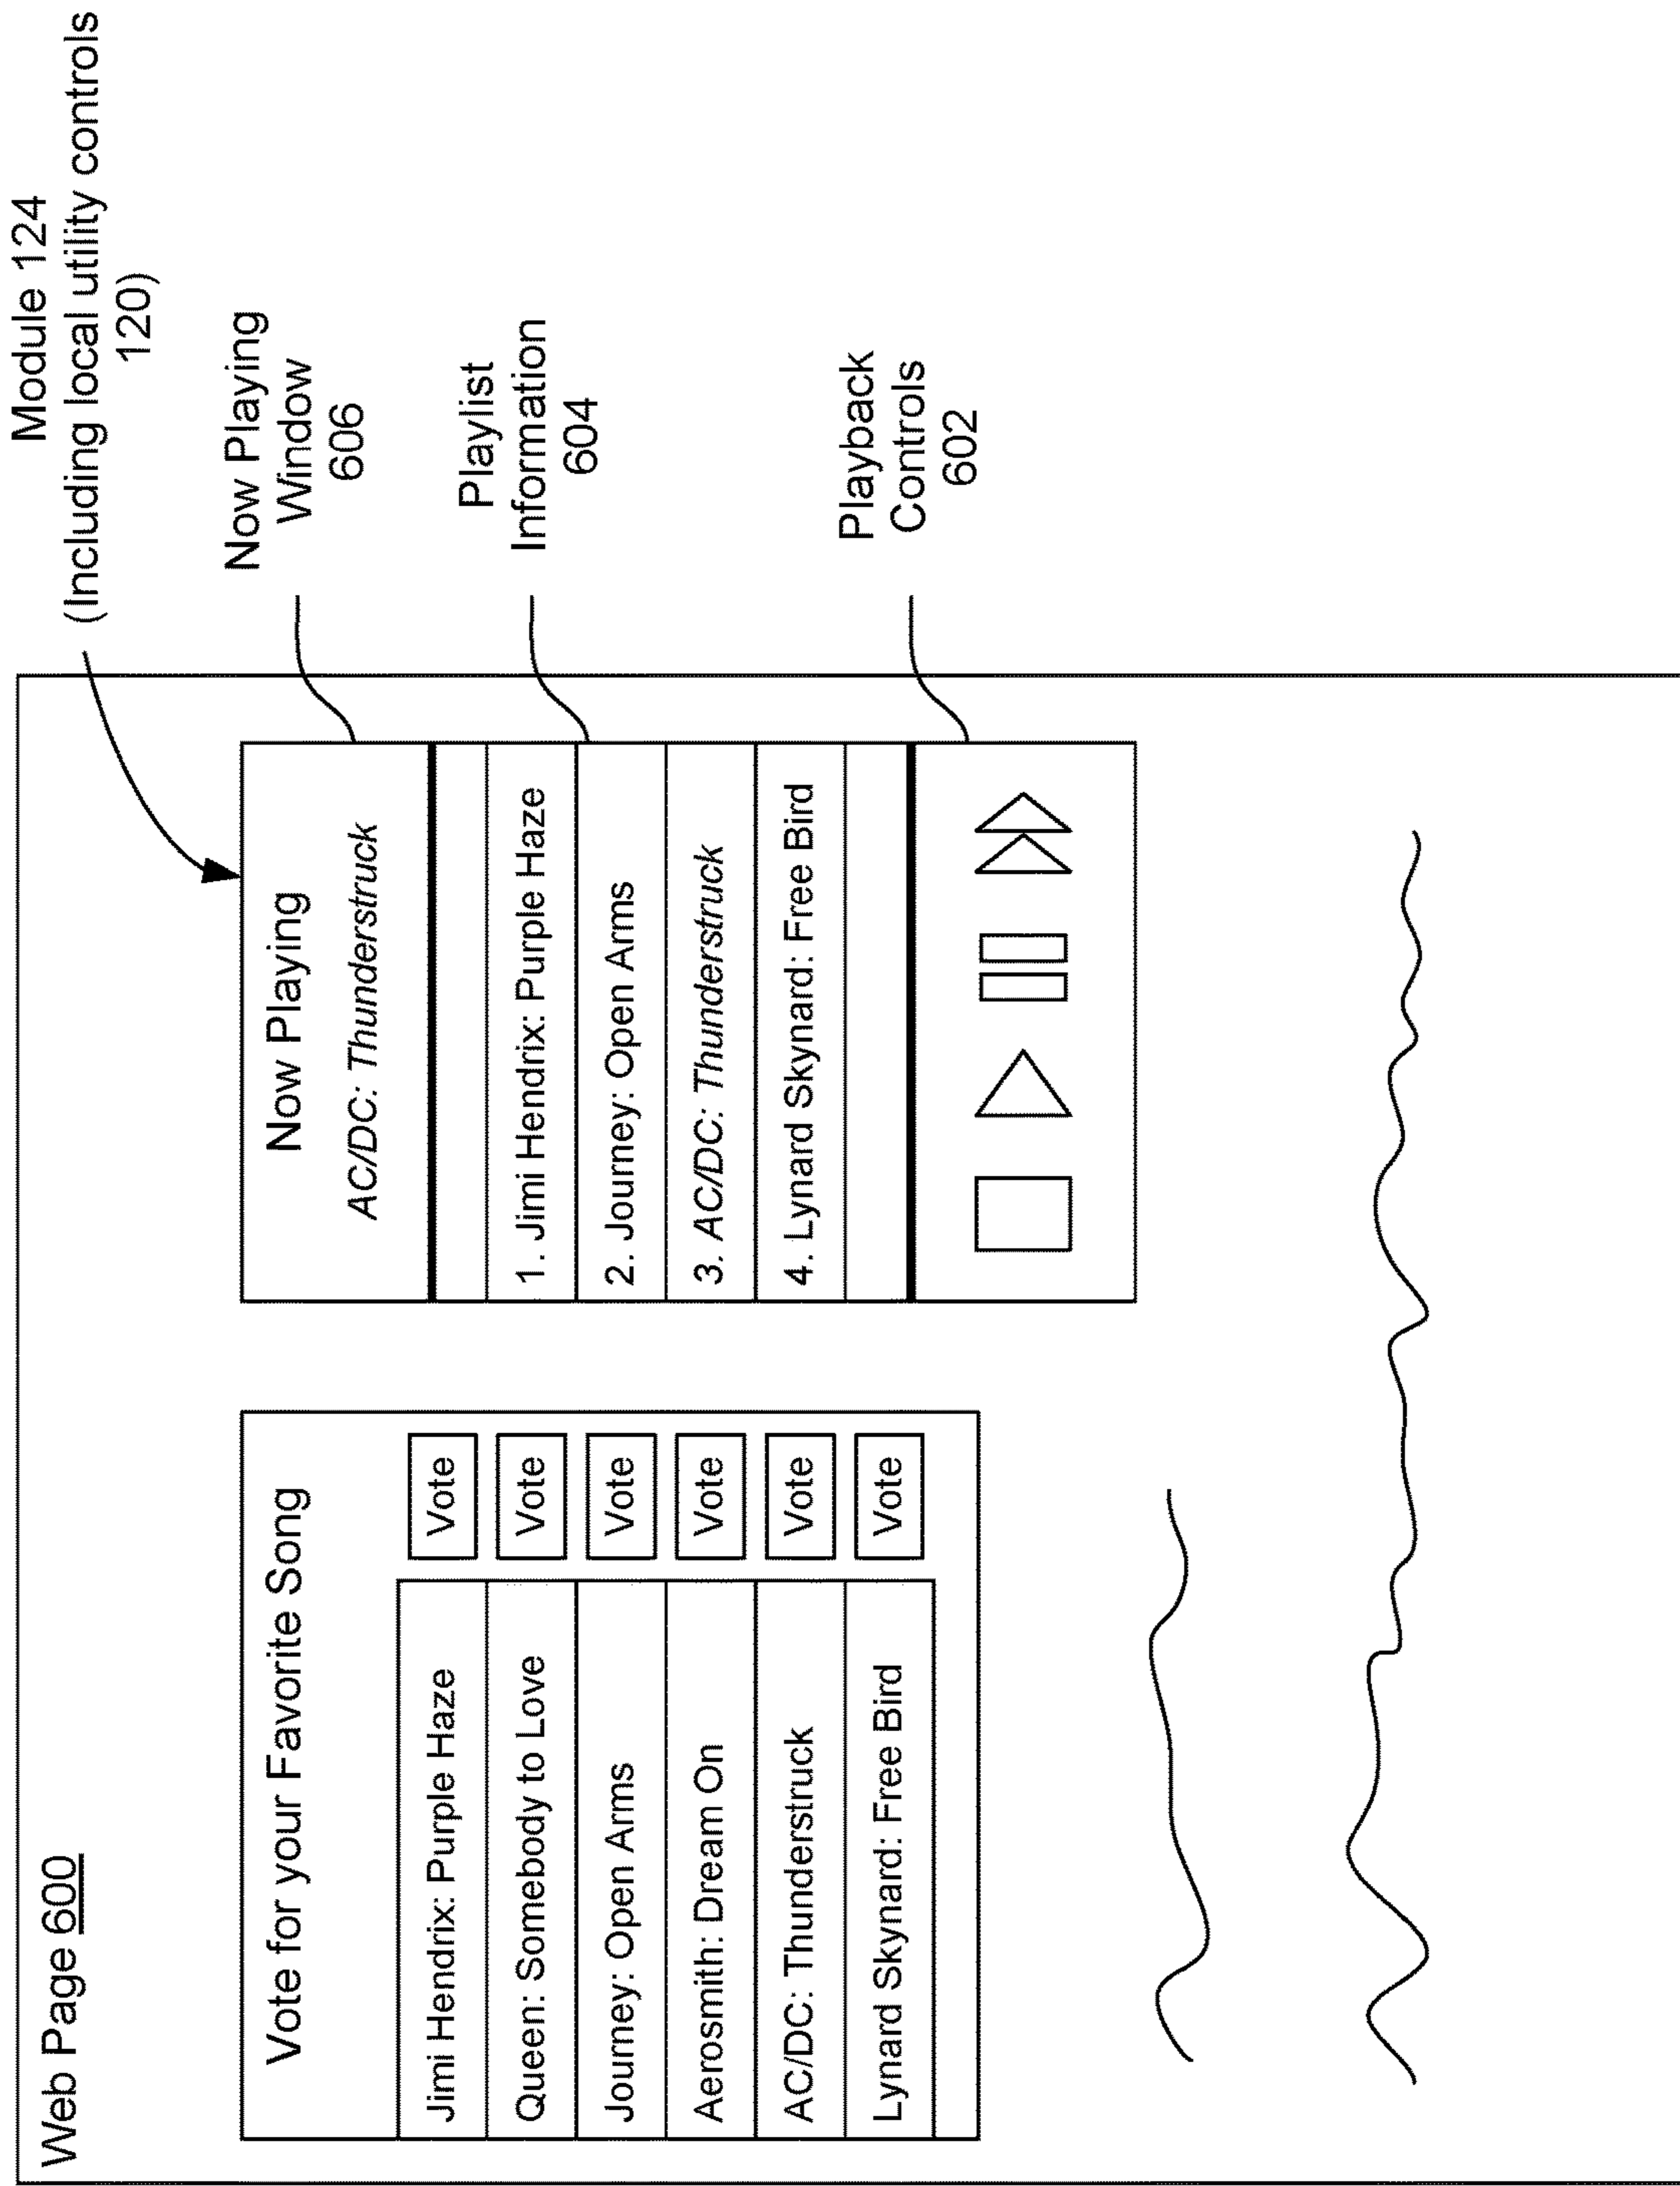 Web Page 600
Vote for your Favorite Song
Jimi Hendrix: Purple Haze Vote
Queen: Somebody to Love Vote
Journey: Open Arms Vote
Aerosmith: Dream On Vote
AC/DC: Thunderstruck Vote
Lynard Skynard: Free Bird Vote
Now Playing
AC/DC: Thunderstruck
1. Jimi Hendrix: Purple Haze
2. Journey: Open Arms
3. AC/DC: Thunderstruck
4. Lynard Skynard: Free Bird
Module 124
(Including local utility controls
120)
Now Playing
Window
606
Playlist
Information
604
Playback
Controls
602